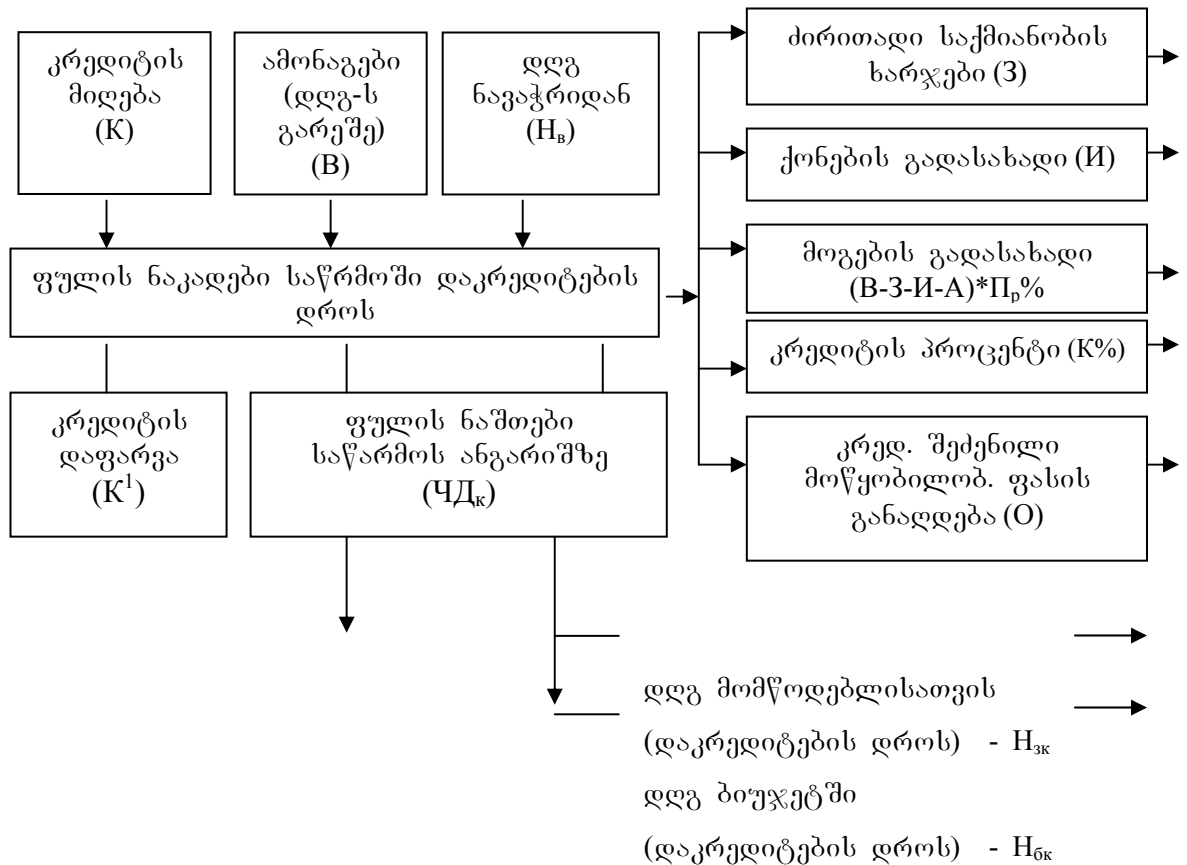 კრედიტის
მიღება
(К)
ამონაგები
(დღგ-ს
გარეშე)
(В)
დღგ
ნავაჭრიდან
(Нв)
ძირითადი საქმიანობის
ხარჯები (З)
ქონების გადასახადი (И)
მოგების გადასახადი
(В-З-И-А)*Пр%
კრედიტის პროცენტი (К%)
კრედ. შეძენილი
მოწყობილობ. ფასის
განაღდება (О)
ფულის ნაკადები საწრმოში დაკრედიტების
დროს
კრედიტის
დაფარვა
(К¹)
ფულის ნაშთები
საწარმოს ანგარიშზე
(ЧДк)
დღგ მომწოდებლისათვის
(დაკრედიტების დროს) - Нзк
დღგ ბიუჯეტში
(დაკრედიტების დროს) - Нбк